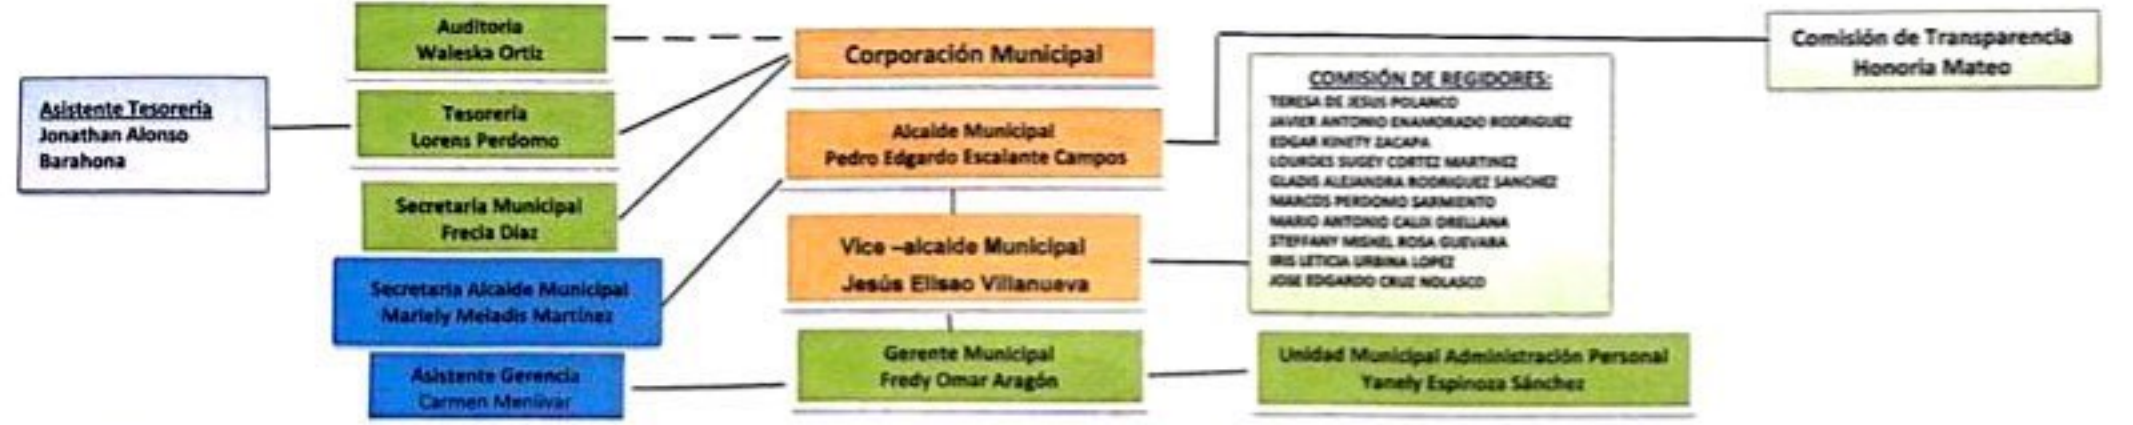 Auditoria
Waleska Ortiz
Corporación Municipal
Comisión de Transparencia
Honoria Mateo
Asistente Tesoreria
Jonathan Alonso
Barahona
Tesoreria
Lorens Perdomo
Alcalde Municipal
Pedro Edgardo Escalante Campos
COMISIÓN DE REGIDORES:
TERESA DE JESUS POLANCO
JAVIER ANTONIO ENAMORADO RODRIGUEZ
EDGAR KINETY ZACAPA
LOURDES SUGEY CORTEZ MARTINEZ
GLADIS ALEJANDRA RODRIGUEZ SANCHEZ
MARCOS PERDOMO SARMIENTO
MARIO ANTONIO CALIX ORELLANA
STEFFANY MISHEL ROSA GUEVARA
IRIS LETICIA URBINA LOPEZ
JOSE EDGARDO CRUZ NOLASCO
Secretaria Municipal
Frecia Diaz
Vice –alcalde Municipal
Jesús Eliseo Villanueva
Secretaria Alcalde Municipal
Mariely Meladis Martínez
Gerente Municipal
Fredy Omar Aragón
Unidad Municipal Administración Personal
Yanely Espinoza Sánchez
Asistente Gerencia
Carmen Menjivar